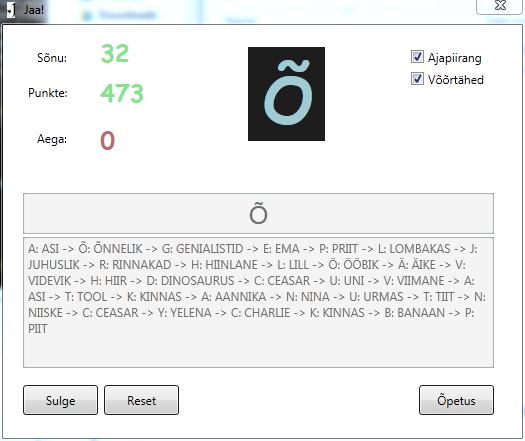 Jaa!
Sõnu: 32
Punkte: 473
Aega: 0
Õ
Ajapiirang
Võõrtähed
Õ
A: ASI -> Õ: ÕNNELIK -> G: GENIALISTID -> E: EMA -> P: PRIIT -> L: LOMBAKAS -> J:
JUHUSLIK -> R: RINNAKAD -> H: HIINLANE -> L: LILL -> Ö: ÖÖBIK -> Ä: ÄIKE -> V:
VIDEVIK -> H: HIIR -> D: DINOSAURUS -> C: CEASAR -> U: UNI -> V: VIIMANE -> A:
ASI -> T: TOOL -> K: KINNAS -> A: AANNIKA -> N: NINA -> U: URMAS -> T: TIIT -> N:
NIISKE -> C: CEASAR -> Y: YELENA -> C: CHARLIE -> K: KINNAS -> B: BANAAN -> P:
PIIT
Sulge
Reset
Õpetus